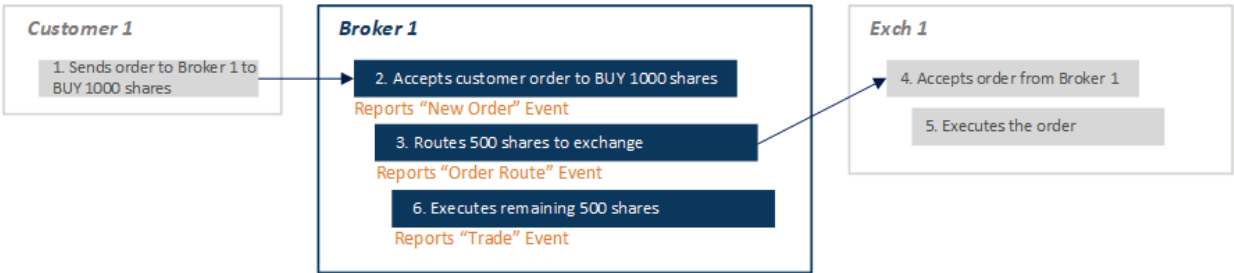 Customer 1
1. Sends order to Broker 1 to
BUY 1000 shares
Broker 1
2. Accepts customer order to BUY 1000 shares
Reports “New Order” Event
3. Routes 500 shares to exchange
Reports “Order Route” Event
6. Executes remaining 500 shares
Reports “Trade” Event
Exch 1
4. Accepts order from Broker 1
5. Executes the order